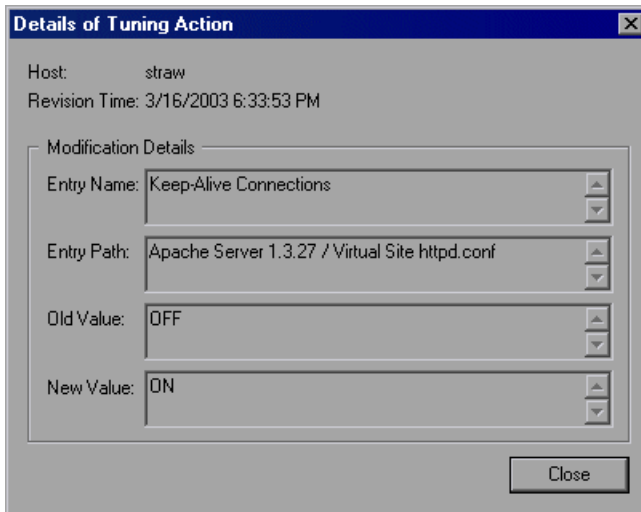 Details of Tuning Action
Host: straw
Revision Time: 3/16/2003 6:33:53 PM
Modification Details
Entry Name: Keep-Alive Connections
Entry Path: Apache Server 1.3.27 / Virtual Site httpd.conf
Old Value: OFF
New Value: ON
Close